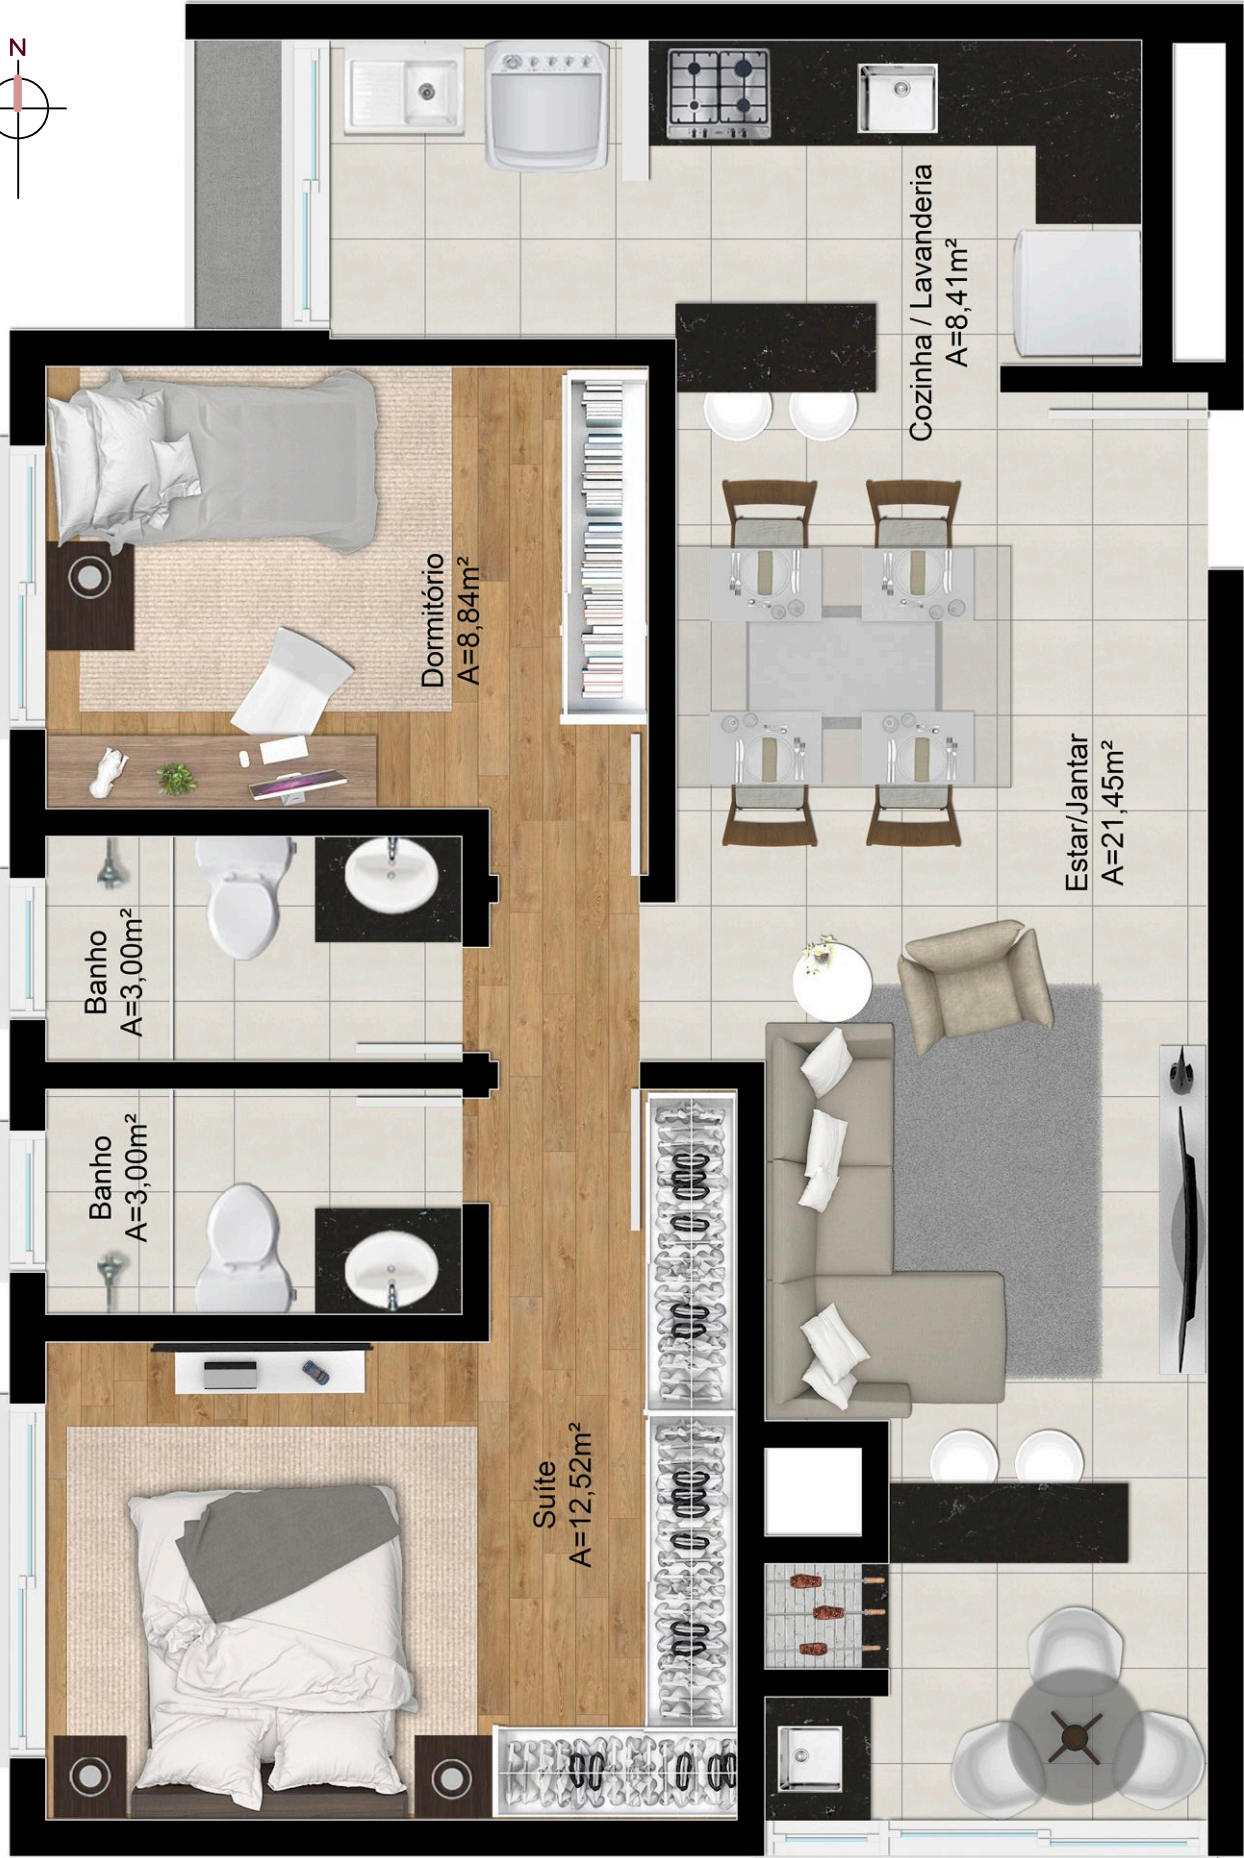 N
Cozinha / Lavanderia
A=8,41m²
Dormitório
A=8,84m²
Estar/Jantar
A=21,45m²
Banho
A=3,00m²
Banho
A=3,00m²
Suíte
A=12,52m²